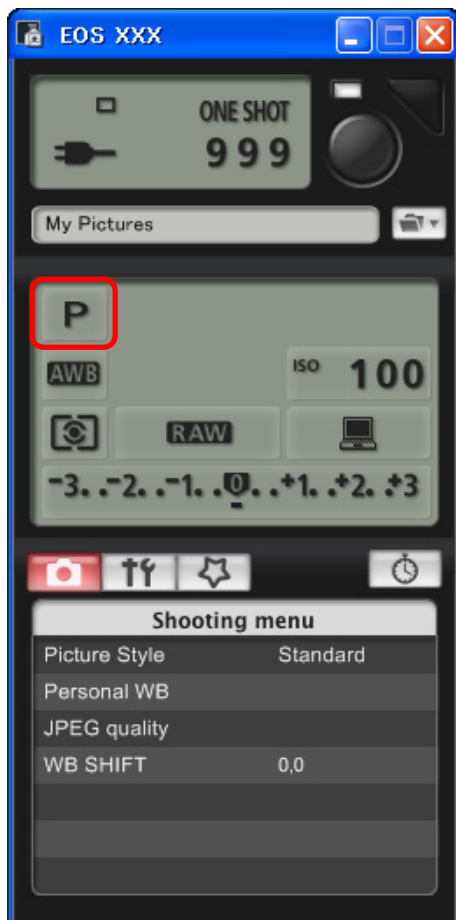 EOS XXX
ONE SHOT
999
My Pictures
P
AWB
ISO 100
RAW
-3. .-2. .-1. .0. .+1. .+2. .+3
Shooting menu
Picture Style Standard
Personal WB
JPEG quality
WB SHIFT 0,0